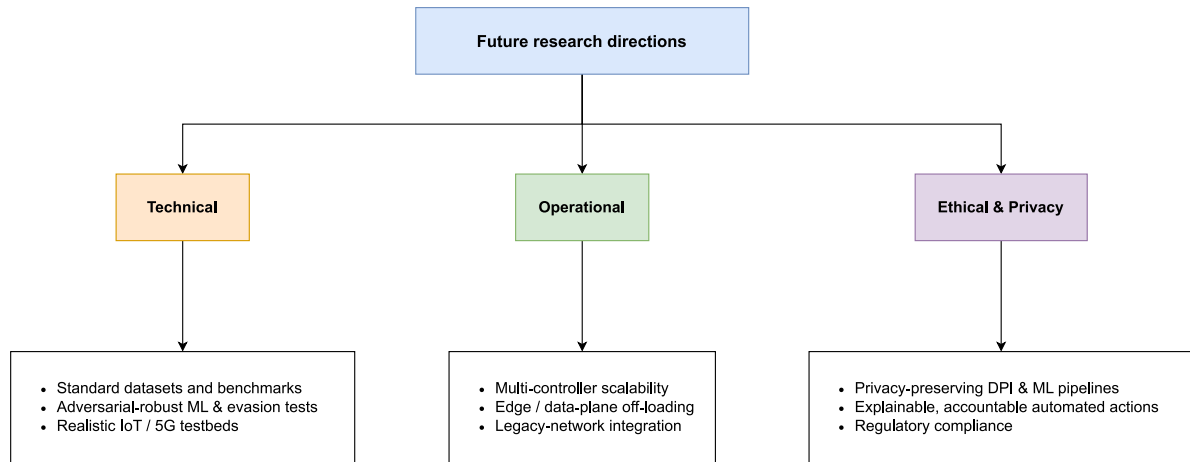 Future research directions
Technical
Operational
Ethical & Privacy
• Standard datasets and benchmarks
• Adversarial-robust ML & evasion tests
• Realistic IoT / 5G testbeds
• Multi-controller scalability
• Edge / data-plane off-loading
• Legacy-network integration
• Privacy-preserving DPI & ML pipelines
• Explainable, accountable automated actions
• Regulatory compliance